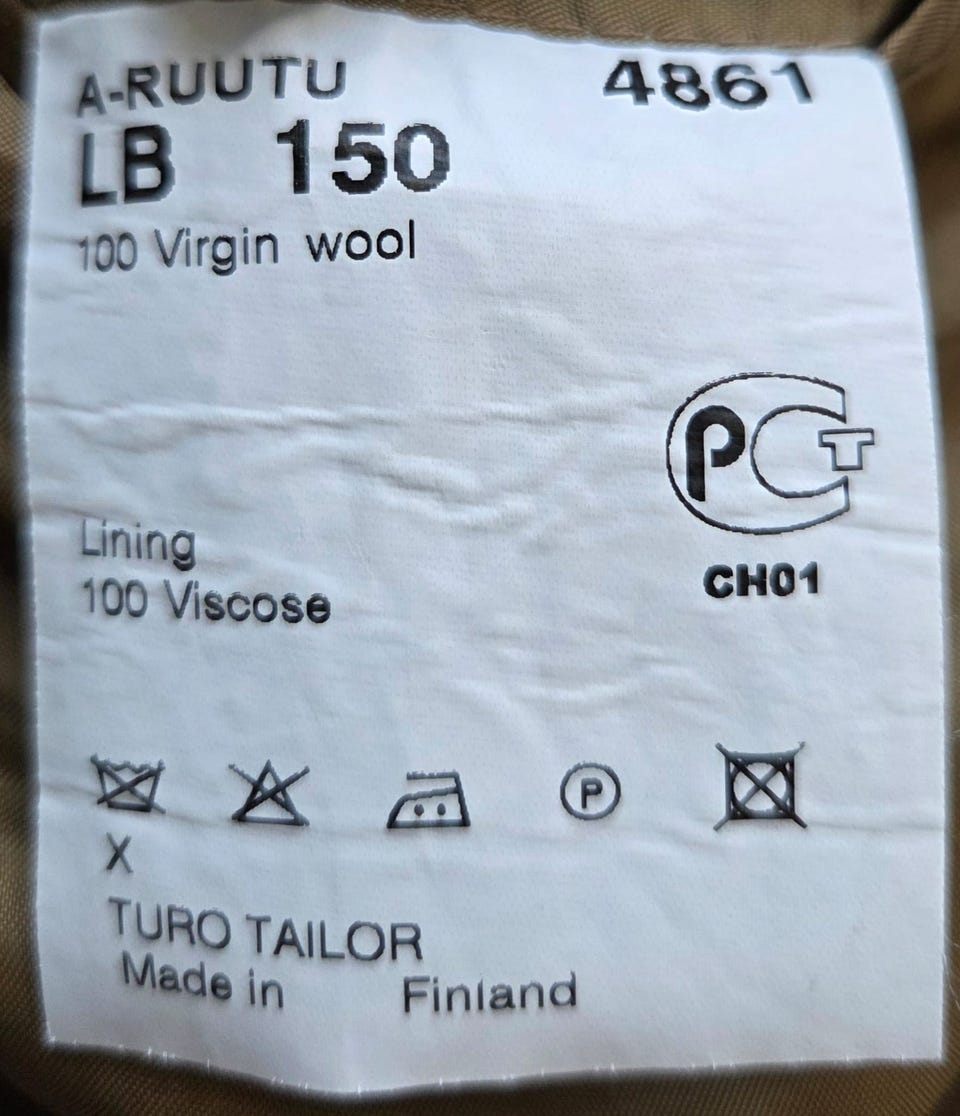 A-RUUTU 4861
LB 150
100 Virgin wool
PCT
CH01
Lining
100 Viscose
P
X
TURO TAILOR
Made in Finland